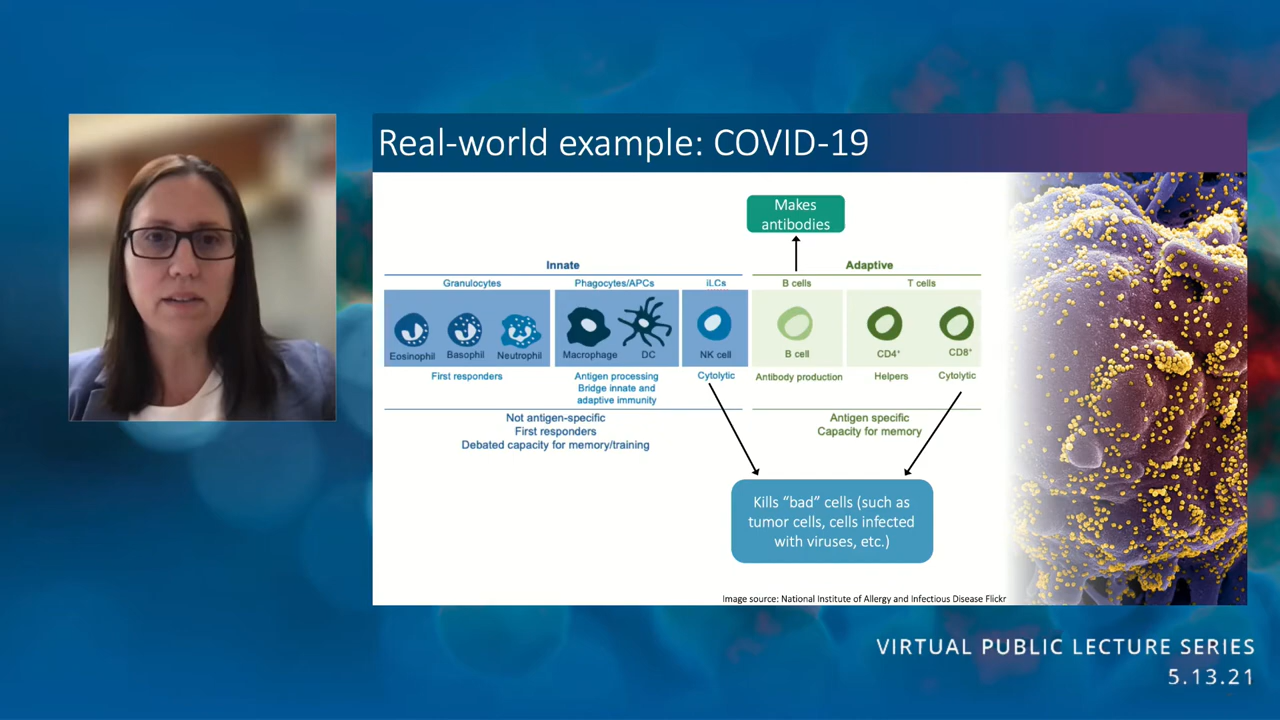 Real-world example: COVID-19
Makes
antibodies
Innate
Adaptive
Granulocytes
Phagocytes/APCs
iLCs
B cells
T cells
Eosinophil
Basophil
Neutrophil
Macrophage
DC
NK cell
B cell
CD4⁺
CD8⁺
First responders
Antigen processing
Bridge innate and
adaptive immunity
Cytolytic
Antibody production
Helpers
Cytolytic
Not antigen-specific
First responders
Debated capacity for memory/training
Antigen specific
Capacity for memory
Kills “bad” cells (such as
tumor cells, cells infected
with viruses, etc.)
Image source: National Institute of Allergy and Infectious Disease Flickr
VIRTUAL PUBLIC LECTURE SERIES
5.13.21